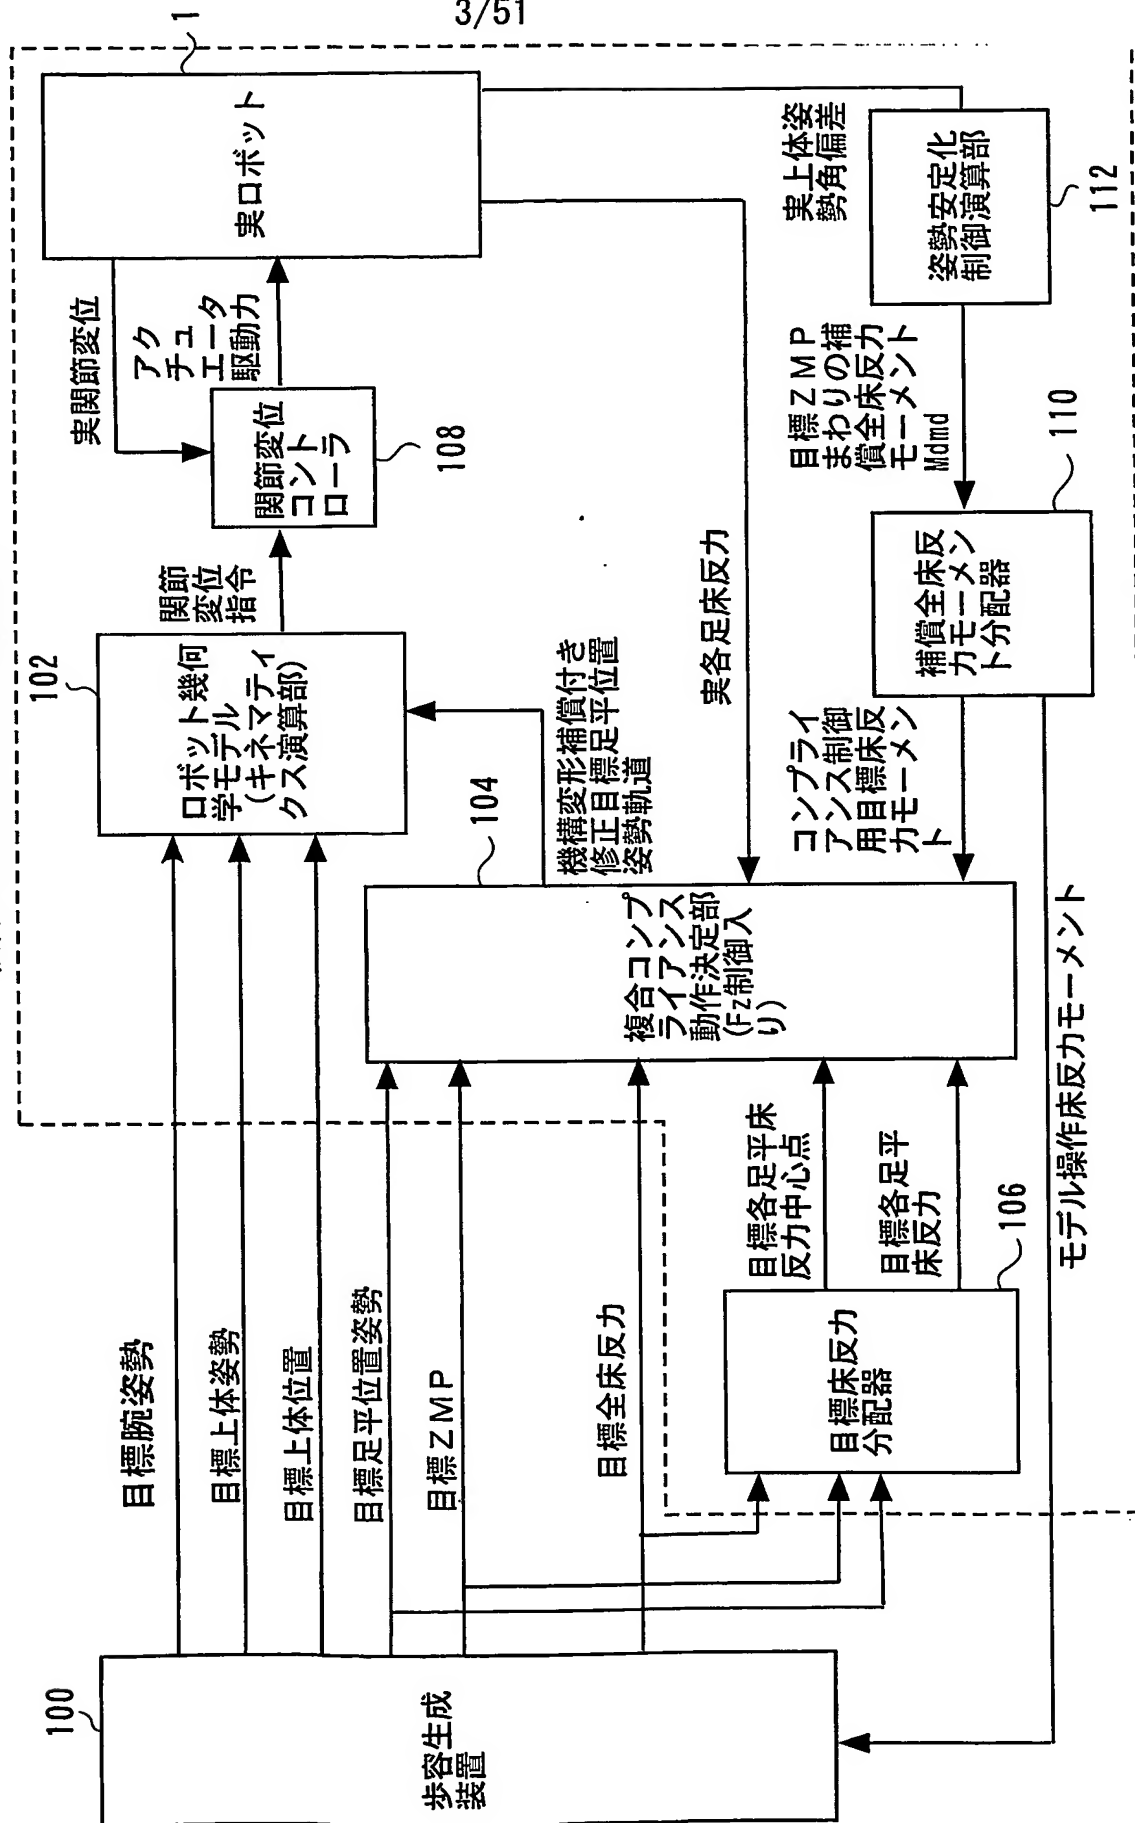 3/51
100
歩容生成
装置
目標腕姿勢
目標上体姿勢
目標上体位置
目標足平位置姿勢
目標ZMP
目標全床反力
目標床反力
分配器
106
目標各足平床
反力中心点
目標各足平
床反力
モデル操作床反力モーメント
102
ロボット幾何
学モデル
(キネマティ
クス演算部)
104
複合コンプ
ライアンス
動作決定部
(Fz制御入
り)
機構変形補償付き
修正目標足平位置
姿勢軌道
関節
変位
指令
関節変位
コント
ローラ
108
実関節変位
アク
チュ
エータ
駆動力
実ロボット
1
実各足床反力
コンプライ
アンス制御
用目標床反
力モーメン
ト
補償全床反
力モーメン
ト分配器
110
目標ZMP
まわりの補
償全床反力
モーメント
Mdmd
実上体姿
勢角偏差
姿勢安定化
制御演算部
112